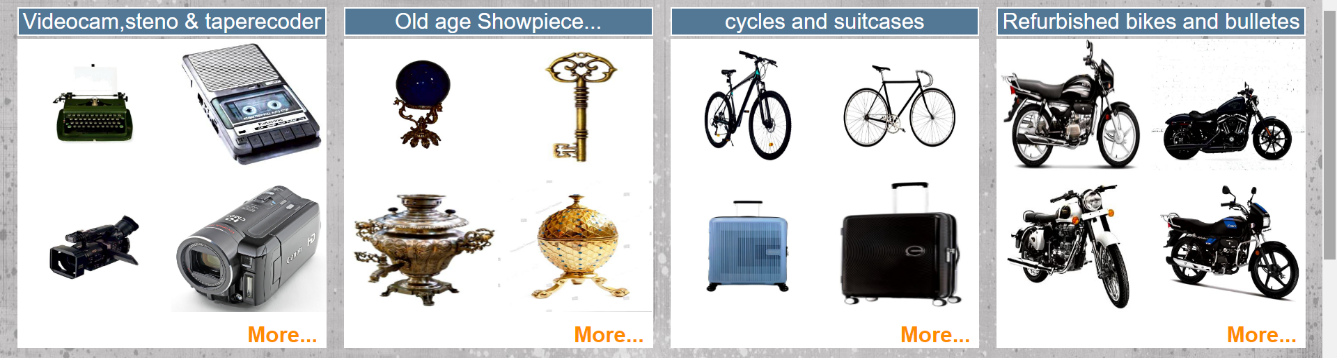 Videocam,steno & taperecoder
Old age Showpiece...
cycles and suitcases
Refurbished bikes and bulletes
More...
More...
More...
More...